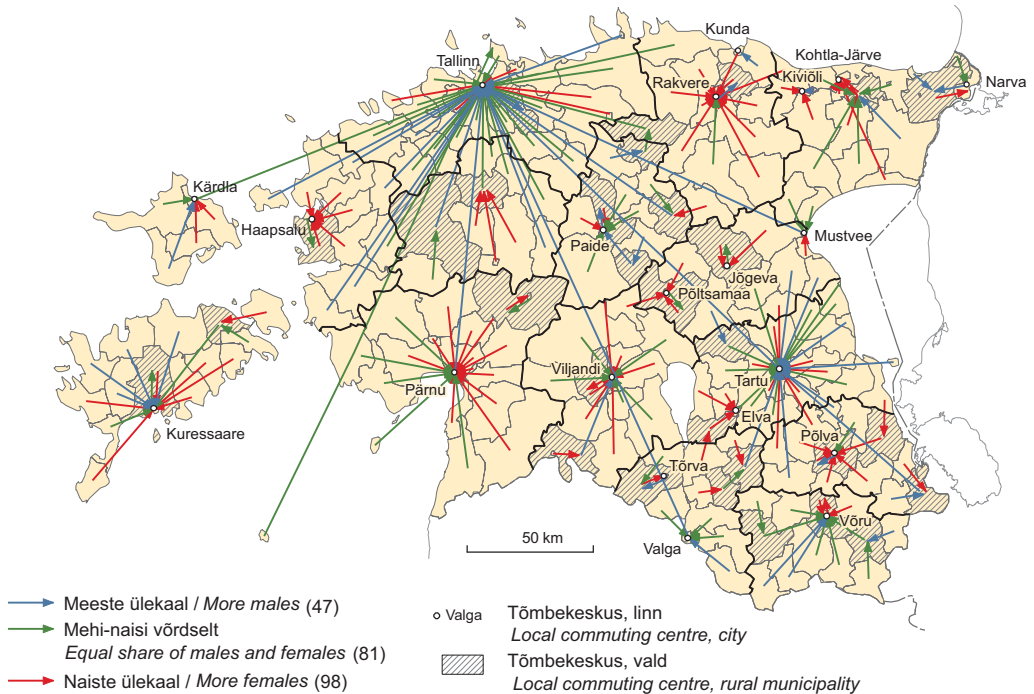 Kunda
Tallinn
Kohtla-Järve
Rakvere
Kiviõli
Narva
Kärdla
Haapsalu
Paide
Mustvee
Jõgeva
Põltsamaa
Viljandi
Tartu
Pärnu
Elva
Kuressaare
Põlva
Tõrva
Võru
50 km
Valga
Meeste ülekaal / More males (47)
Mehi-naisi võrdselt
Equal share of males and females (81)
Naiste ülekaal / More females (98)
Valga
Tõmbekeskus, linn
Local commuting centre, city
Tõmbekeskus, vald
Local commuting centre, rural municipality